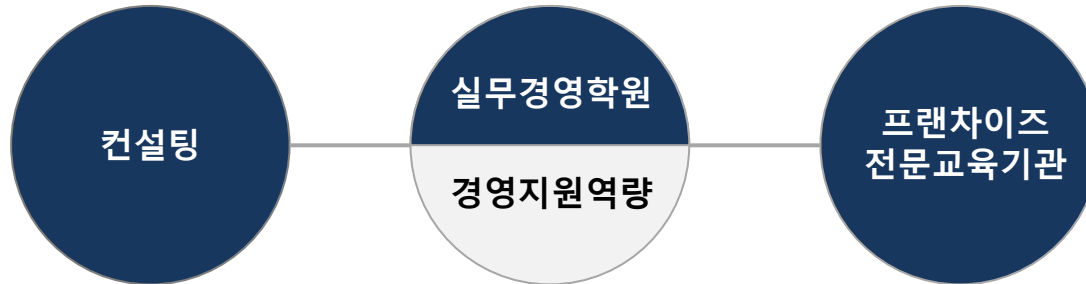 컨설팅
실무경영학원
경영지원역량
프랜차이즈
전문교육기관